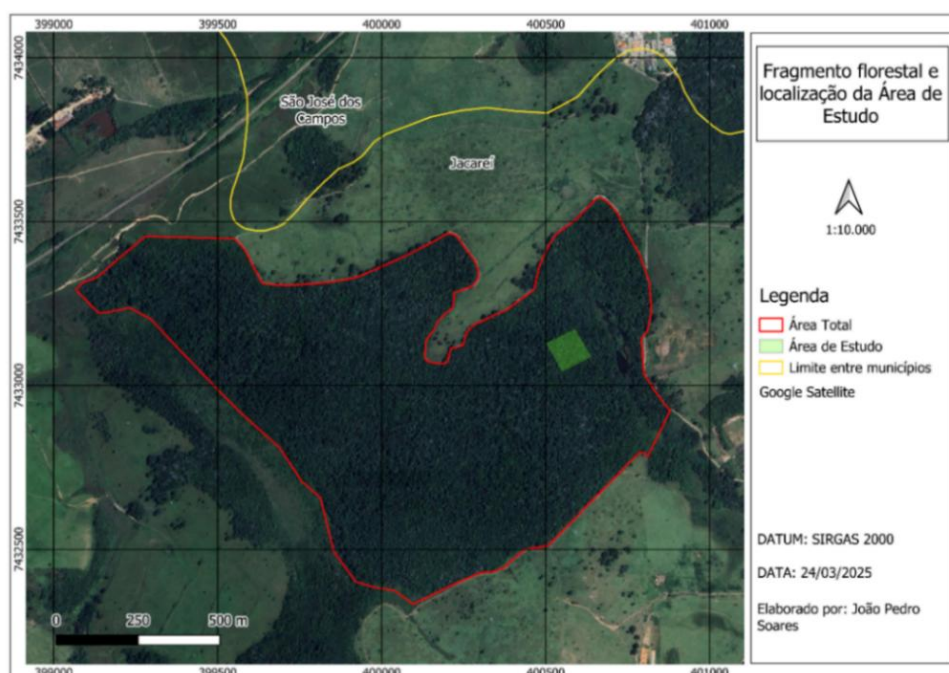 399000 399500 400000 400500 401000
7434000
São José dos
Campos
Jacareí
7433500
7433000
7432500
0 250 500 m
399000 399500 400000 400500 401000
Fragmento florestal e
localização da Área de
Estudo
1:10.000
Legenda
Área Total
Área de Estudo
Limite entre municípios
Google Satellite
DATUM: SIRGAS 2000
DATA: 24/03/2025
Elaborado por: João Pedro
Soares